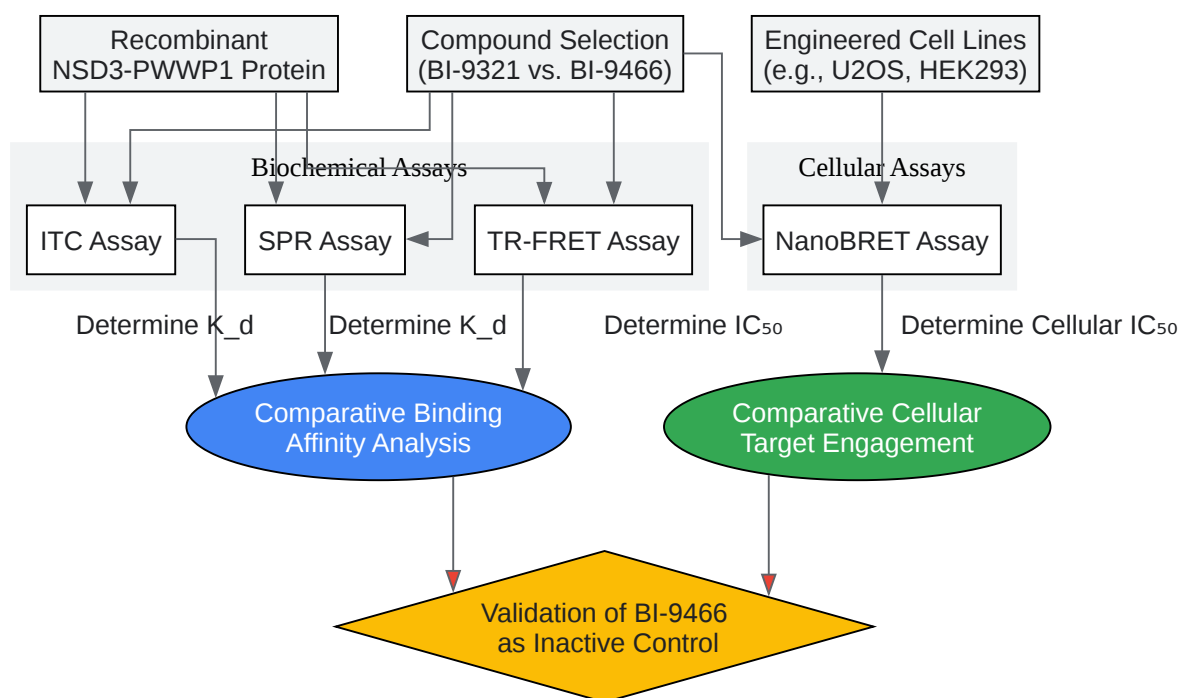 Recombinant
NSD3-PWWP1 Protein
Compound Selection
(BI-9321 vs. BI-9466)
Engineered Cell Lines
(e.g., U2OS, HEK293)
Biochemical Assays
Cellular Assays
ITC Assay
SPR Assay
TR-FRET Assay
NanoBRET Assay
Determine K_d
Determine K_d
Determine IC₅₀
Determine Cellular IC₅₀
Comparative Binding
Affinity Analysis
Comparative Cellular
Target Engagement
Validation of BI-9466
as Inactive Control